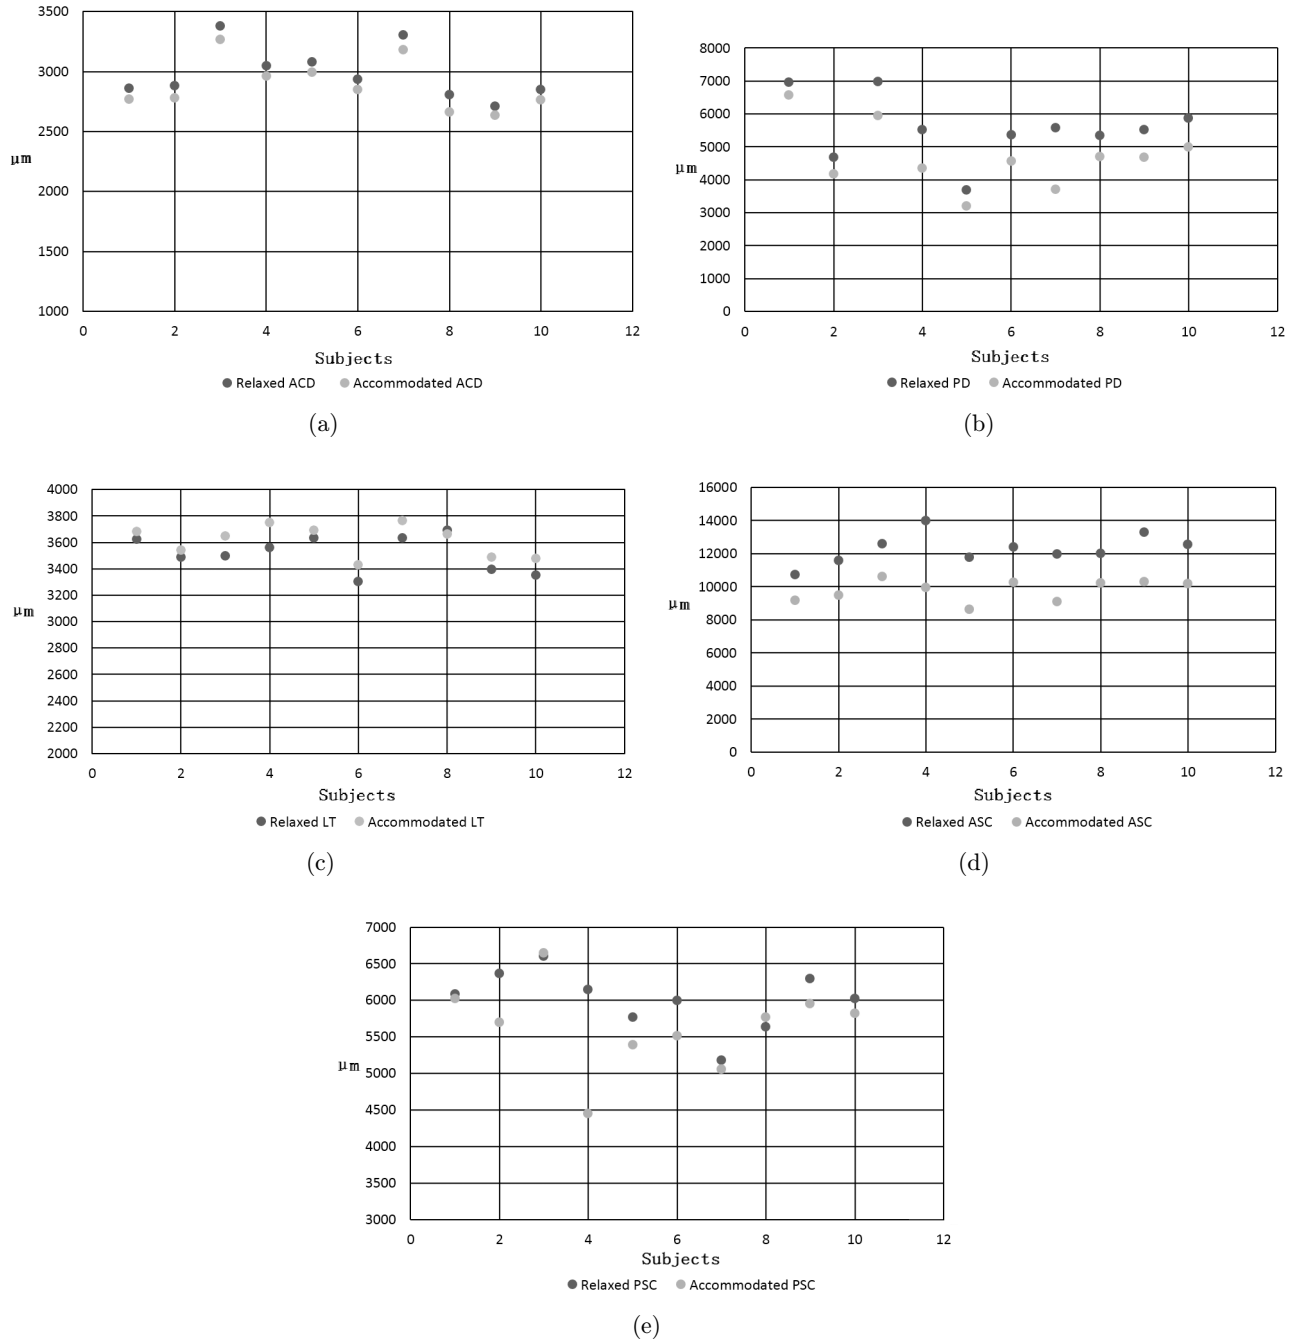 3500
3000
2500
2000
1500
1000
μm
0 2 4 6 8 10 12
Subjects
Relaxed ACD Accommodated ACD
(a)
8000
7000
6000
5000
4000
3000
2000
1000
0
μm
0 2 4 6 8 10 12
Subjects
Relaxed PD Accommodated PD
(b)
4000
3800
3600
3400
3200
3000
2800
2600
2400
2200
2000
μm
0 2 4 6 8 10 12
Subjects
Relaxed LT Accommodated LT
(c)
16000
14000
12000
10000
8000
6000
4000
2000
0
μm
0 2 4 6 8 10 12
Subjects
Relaxed ASC Accommodated ASC
(d)
7000
6500
6000
5500
5000
4500
4000
3500
3000
μm
0 2 4 6 8 10 12
Subjects
Relaxed PSC Accommodated PSC
(e)